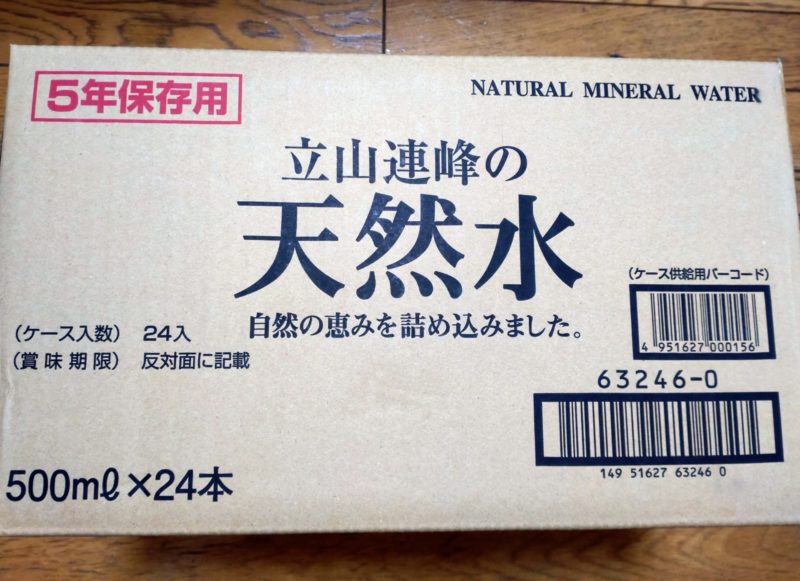 5年保存用
NATURAL MINERAL WATER
立山連峰の
天然水
自然の恵みを詰め込みました。
(ケース入数) 24入
(賞味期限) 反対面に記載
500mℓ×24本
(ケース供給用バーコード)
4 951627 000156
63246-0
149 51627 63246 0